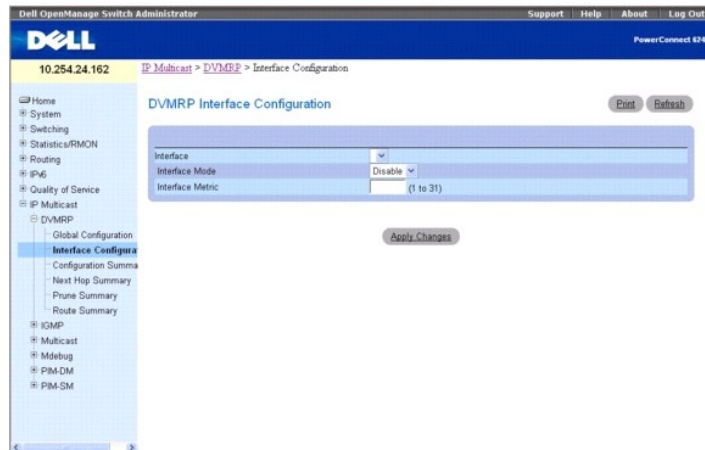 Dell OpenManage Switch Administrator
Support Help About Log Out
DELL
PowerConnect 624
10.254.24.162
IP Multicast > DVMRP > Interface Configuration
Home
System
Switching
Statistics/RMON
Routing
IPv6
Quality of Service
IP Multicast
DVMRP
Global Configuration
Interface Configura
Configuration Summa
Next Hop Summary
Prune Summary
Route Summary
IGMP
Multicast
Mdebug
PIM-DM
PIM-SM
DVMRP Interface Configuration
Print Refresh
Interface
Interface Mode Disable
Interface Metric (1 to 31)
Apply Changes